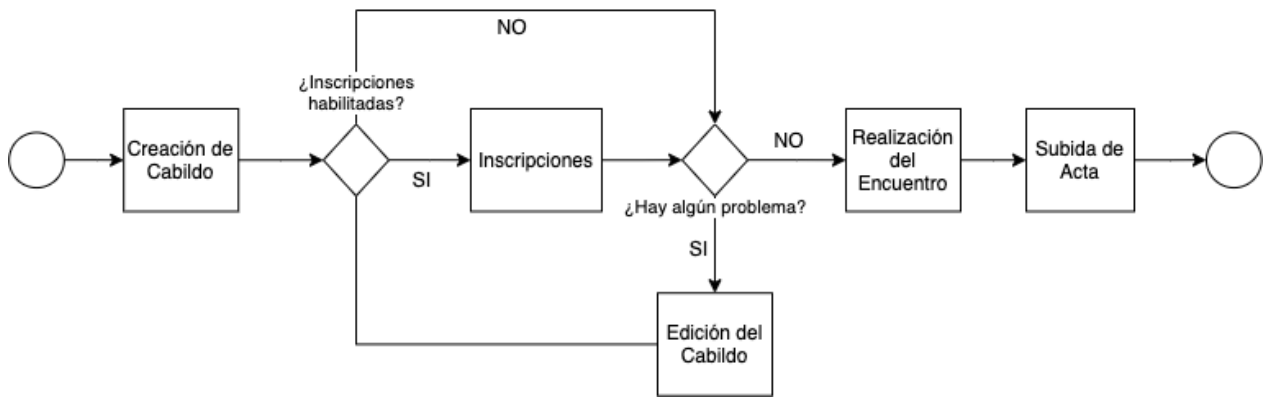 NO
¿Inscripciones
habilitadas?
Creación de
Cabildo
SI
Inscripciones
NO
Realización
del
Encuentro
Subida de
Acta
¿Hay algún problema?
SI
Edición del
Cabildo